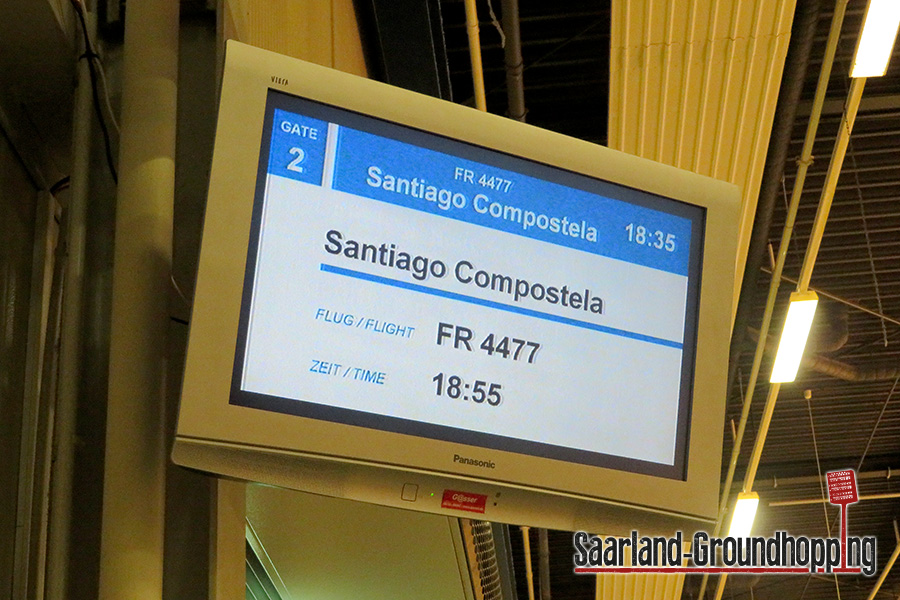 VIERA
GATE
2
FR 4477
Santiago Compostela 18:35
Santiago Compostela
FLUG / FLIGHT FR 4477
ZEIT / TIME 18:55
Panasonic
Saarland-Groundhopping